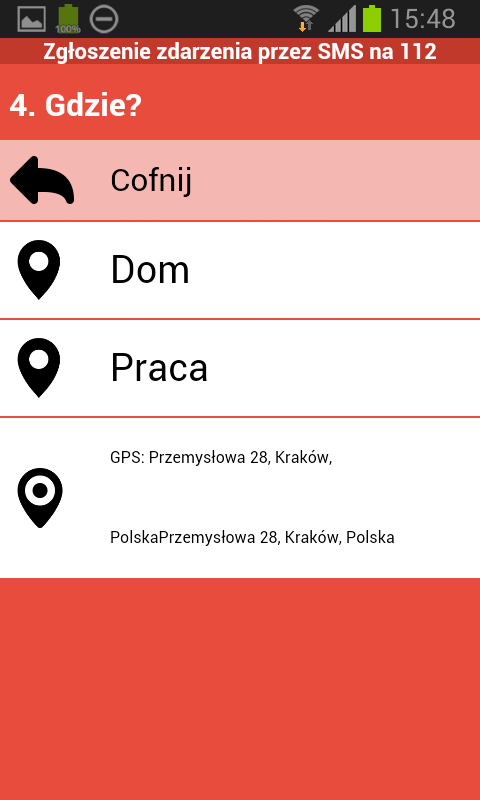 100%
15:48
Zgłoszenie zdarzenia przez SMS na 112
4. Gdzie?
Cofnij
Dom
Praca
GPS: Przemysłowa 28, Kraków,
PolskaPrzemysłowa 28, Kraków, Polska